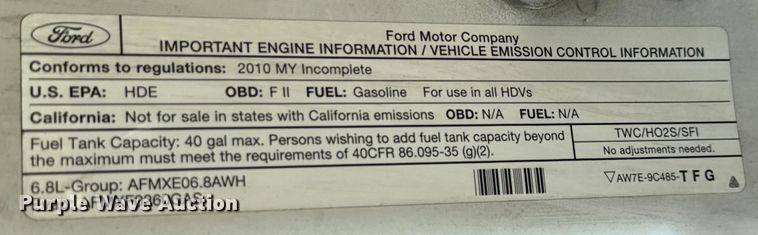 Ford
Ford Motor Company
IMPORTANT ENGINE INFORMATION / VEHICLE EMISSION CONTROL INFORMATION
Conforms to regulations: 2010 MY Incomplete
U.S. EPA: HDE OBD: F II FUEL: Gasoline For use in all HDVs
California: Not for sale in states with California emissions OBD: N/A FUEL: N/A
Fuel Tank Capacity: 40 gal max. Persons wishing to add fuel tank capacity beyond
the maximum must meet the requirements of 40CFR 86.095-35 (g)(2).
TWC/HO2S/SFI
No adjustments needed.
6.8L-Group: AFMXE06.8AWH
AW7E-9C485-TFG
Purple Wave Auction